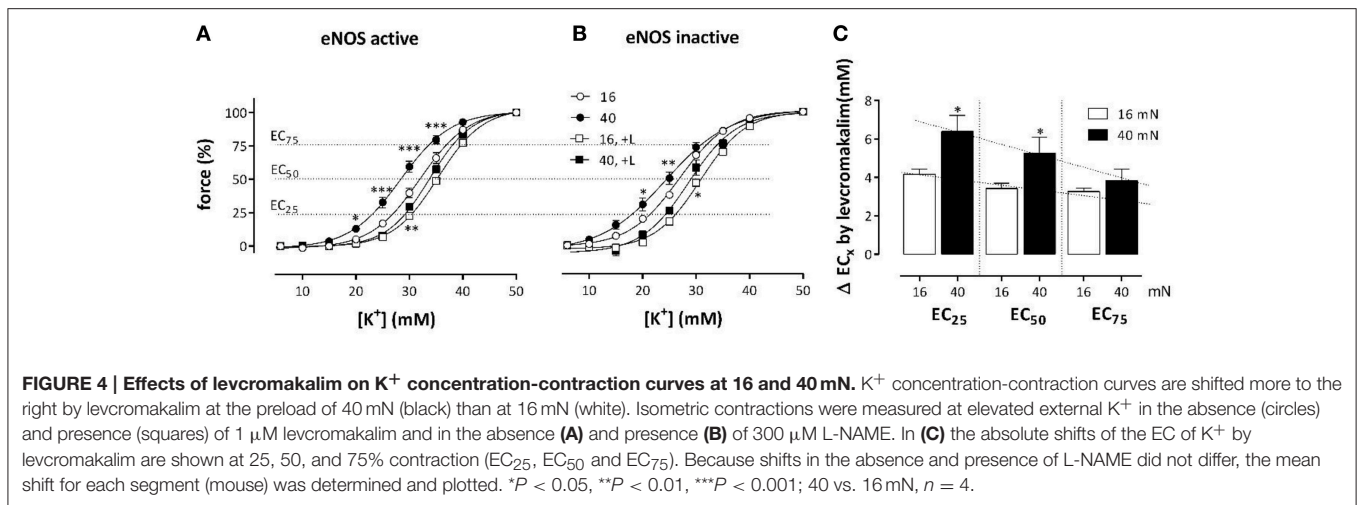 A
eNOS active
B
eNOS inactive
C
100
75
50
25
0
force (%)
EC75
EC50
EC25
*
***
***
***
**
10 20 30 40 50
[K+] (mM)
16
40
16, +L
40, +L
*
**
*
10 20 30 40 50
[K+] (mM)
8
6
4
2
0
Δ ECx by levcromakalim(mM)
*
*
16 mN
40 mN
16 40 16 40 16 40 mN
EC25 EC50 EC75
FIGURE 4 | Effects of levcromakalim on K+ concentration-contraction curves at 16 and 40 mN. K+ concentration-contraction curves are shifted more to the
right by levcromakalim at the preload of 40 mN (black) than at 16 mN (white). Isometric contractions were measured at elevated external K+ in the absence (circles)
and presence (squares) of 1 μM levcromakalim and in the absence (A) and presence (B) of 300 μM L-NAME. In (C) the absolute shifts of the EC of K+ by
levcromakalim are shown at 25, 50, and 75% contraction (EC25, EC50 and EC75). Because shifts in the absence and presence of L-NAME did not differ, the mean
shift for each segment (mouse) was determined and plotted. *P < 0.05, **P < 0.01, ***P < 0.001; 40 vs. 16 mN, n = 4.